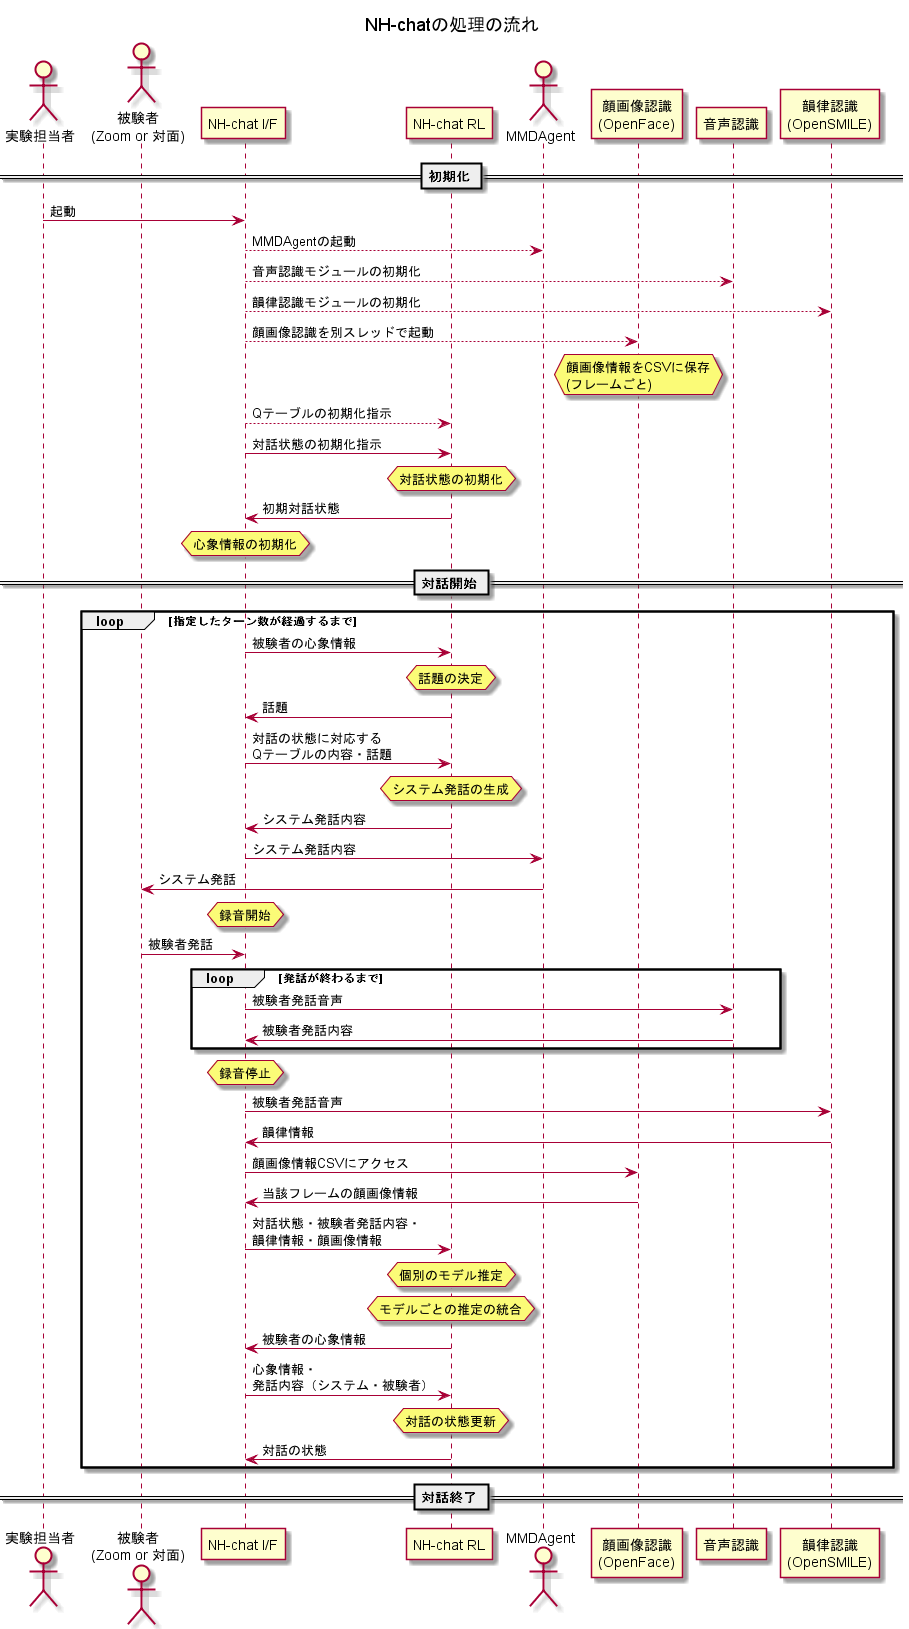 NH-chatの処理の流れ
実験担当者
被験者
(Zoom or 対面)
NH-chat I/F
NH-chat RL
MMDAgent
顔画像認識
(OpenFace)
音声認識
韻律認識
(OpenSMILE)
初期化
起動
MMDAgentの起動
音声認識モジュールの初期化
韻律認識モジュールの初期化
顔画像認識を別スレッドで起動
顔画像情報をCSVに保存
(フレームごと)
Qテーブルの初期化指示
対話状態の初期化指示
対話状態の初期化
初期対話状態
心象情報の初期化
対話開始
loop
[指定したターン数が経過するまで]
被験者の心象情報
話題の決定
話題
対話の状態に対応する
Qテーブルの内容・話題
システム発話の生成
システム発話内容
システム発話内容
システム発話
録音開始
被験者発話
loop
[発話が終わるまで]
被験者発話音声
被験者発話内容
録音停止
被験者発話音声
韻律情報
顔画像情報CSVにアクセス
当該フレームの顔画像情報
対話状態・被験者発話内容・
韻律情報・顔画像情報
個別のモデル推定
モデルごとの推定の統合
被験者の心象情報
心象情報・
発話内容（システム・被験者）
対話の状態更新
対話の状態
対話終了
実験担当者
被験者
(Zoom or 対面)
NH-chat I/F
NH-chat RL
MMDAgent
顔画像認識
(OpenFace)
音声認識
韻律認識
(OpenSMILE)